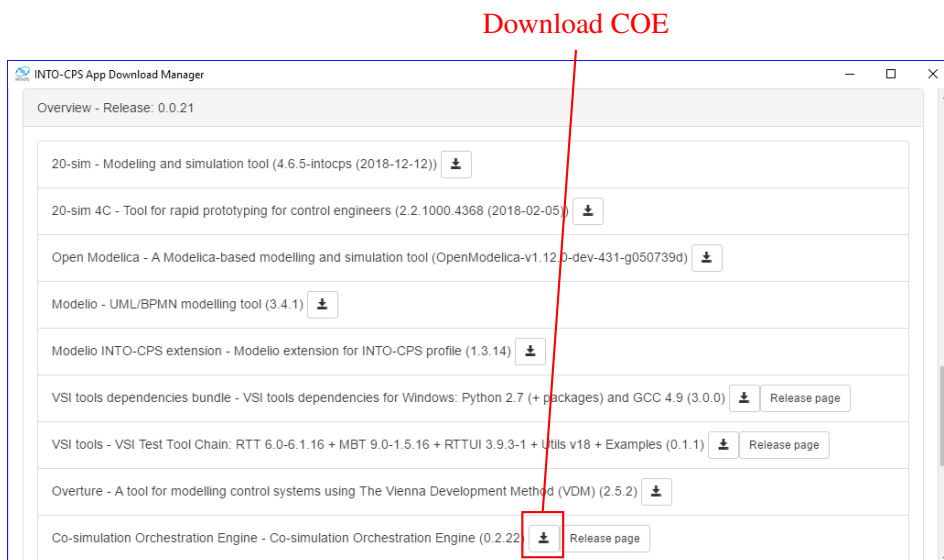 Download COE
INTO-CPS App Download Manager
Overview - Release: 0.0.21
20-sim - Modeling and simulation tool (4.6.5-intocps (2018-12-12))
20-sim 4C - Tool for rapid prototyping for control engineers (2.2.1000.4368 (2018-02-05))
Open Modelica - A Modelica-based modelling and simulation tool (OpenModelica-v1.12.0-dev-431-g050739d)
Modelio - UML/BPMN modelling tool (3.4.1)
Modelio INTO-CPS extension - Modelio extension for INTO-CPS profile (1.3.14)
VSI tools dependencies bundle - VSI tools dependencies for Windows: Python 2.7 (+ packages) and GCC 4.9 (3.0.0) Release page
VSI tools - VSI Test Tool Chain: RTT 6.0-6.1.16 + MBT 9.0-1.5.16 + RTTUI 3.9.3-1 + Utils v18 + Examples (0.1.1) Release page
Overture - A tool for modelling control systems using The Vienna Development Method (VDM) (2.5.2)
Co-simulation Orchestration Engine - Co-simulation Orchestration Engine (0.2.22) Release page